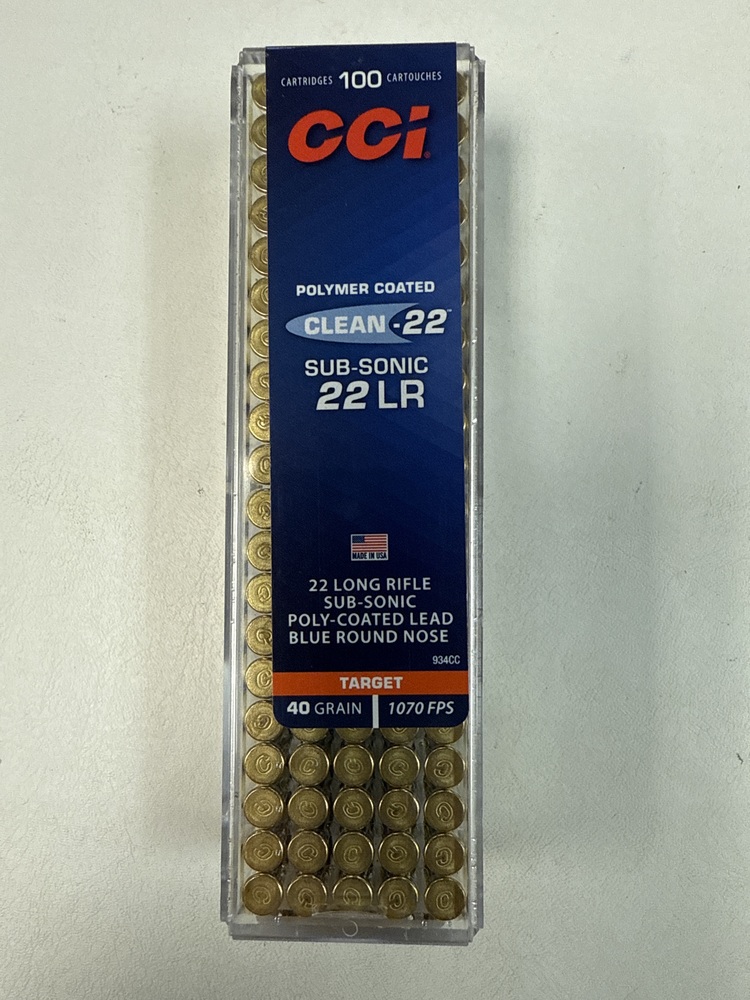 CARTRIDGES 100 CARTOUCHES
CCI
POLYMER COATED
CLEAN-22™
SUB-SONIC
22 LR
MADE IN USA
22 LONG RIFLE
SUB-SONIC
POLY-COATED LEAD
BLUE ROUND NOSE
934CC
TARGET
40 GRAIN | 1070 FPS